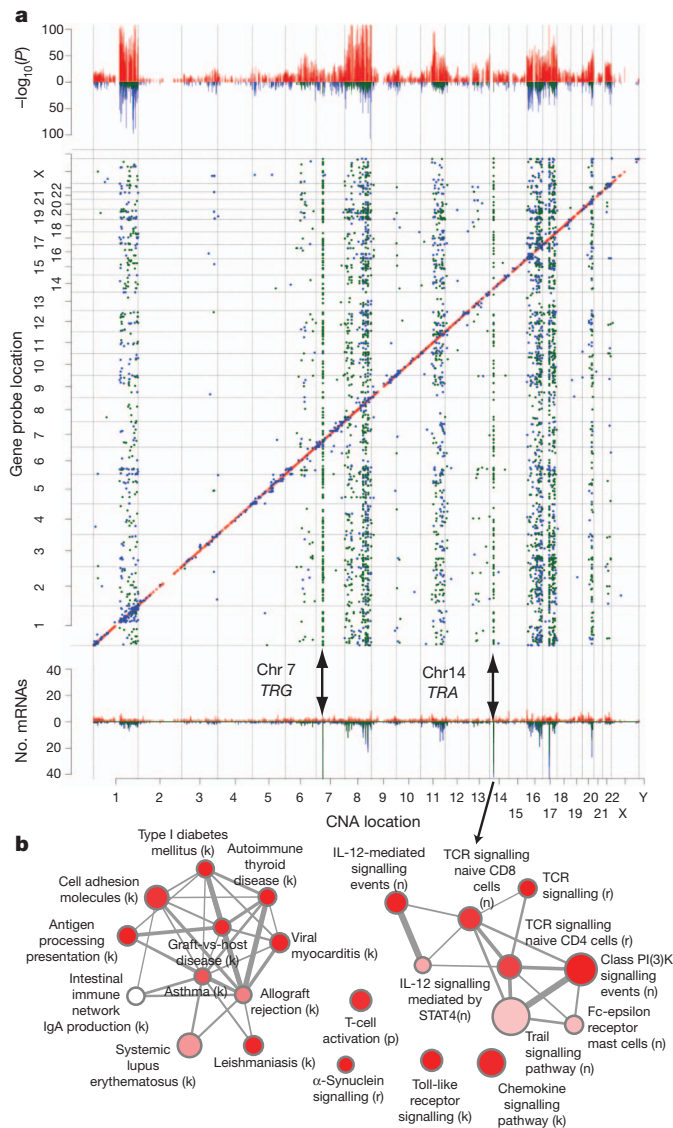 a
–log10(P)
100
50
0
50
100
Gene probe location
X
22
21
20
19
18
17
16
15
14
13
12
11
10
9
8
7
6
5
4
3
2
1
Chr 7
TRG
Chr14
TRA
No. mRNAs
40
20
0
20
40
1 2 3 4 5 6 7 8 9 10 11 12 13 14 15 16 17 18 19 20 21 22 X Y
CNA location
b
Type I diabetes
mellitus (k)
Autoimmune
thyroid
disease (k)
Cell adhesion
molecules (k)
Antigen
processing
presentation (k)
Graft-vs-host
disease (k)
Viral
myocarditis (k)
Intestinal
immune
network
IgA production (k)
Asthma (k)
Allograft
rejection (k)
Systemic
lupus
erythematosus (k)
Leishmaniasis (k)
IL-12-mediated
signalling
events (n)
TCR signalling
naive CD8
cells
(n)
TCR
signalling (r)
TCR signalling
naive CD4 cells (r)
Class PI(3)K
signalling
events (n)
IL-12 signalling
mediated by
STAT4(n)
Fc-epsilon
receptor
mast cells (n)
Trail
signalling
pathway (n)
T-cell
activation (p)
α-Synuclein
signalling (r)
Toll-like
receptor
signalling (k)
Chemokine
signalling
pathway (k)